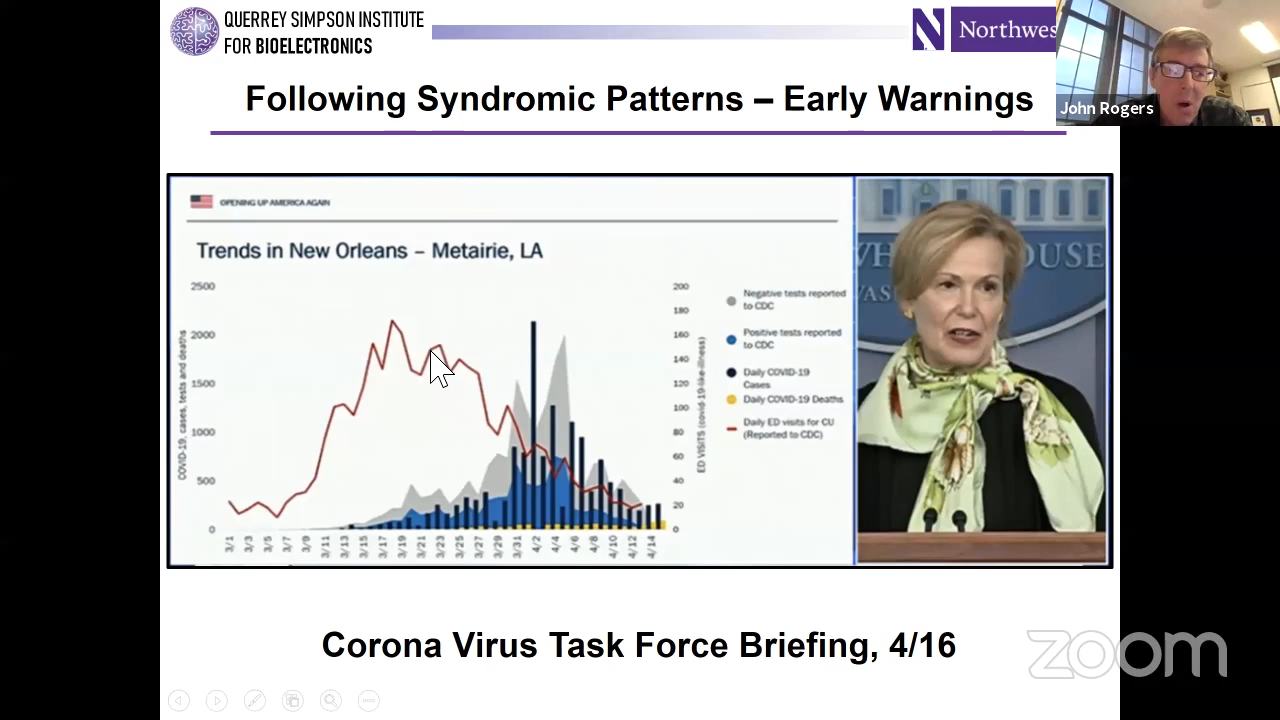 QUERREY SIMPSON INSTITUTE
FOR BIOELECTRONICS
Northwes
John Rogers
Following Syndromic Patterns – Early Warnings
OPENING UP AMERICA AGAIN
Trends in New Orleans – Metairie, LA
COVID-19, cases, tests and deaths
2500
2000
1500
1000
500
0
200
180
160
140
120
100
80
60
40
20
0
ED VISITS (covid-19-like-illness)
3/1
3/3
3/5
3/7
3/9
3/11
3/13
3/15
3/17
3/19
3/21
3/23
3/25
3/27
3/29
3/31
4/2
4/4
4/6
4/8
4/10
4/12
4/14
Negative tests reported
to CDC
Positive tests reported
to CDC
Daily COVID-19
Cases
Daily COVID-19 Deaths
Daily ED visits for CLI
(Reported to CDC)
WH
OUSE
WAS
Corona Virus Task Force Briefing, 4/16
zoom